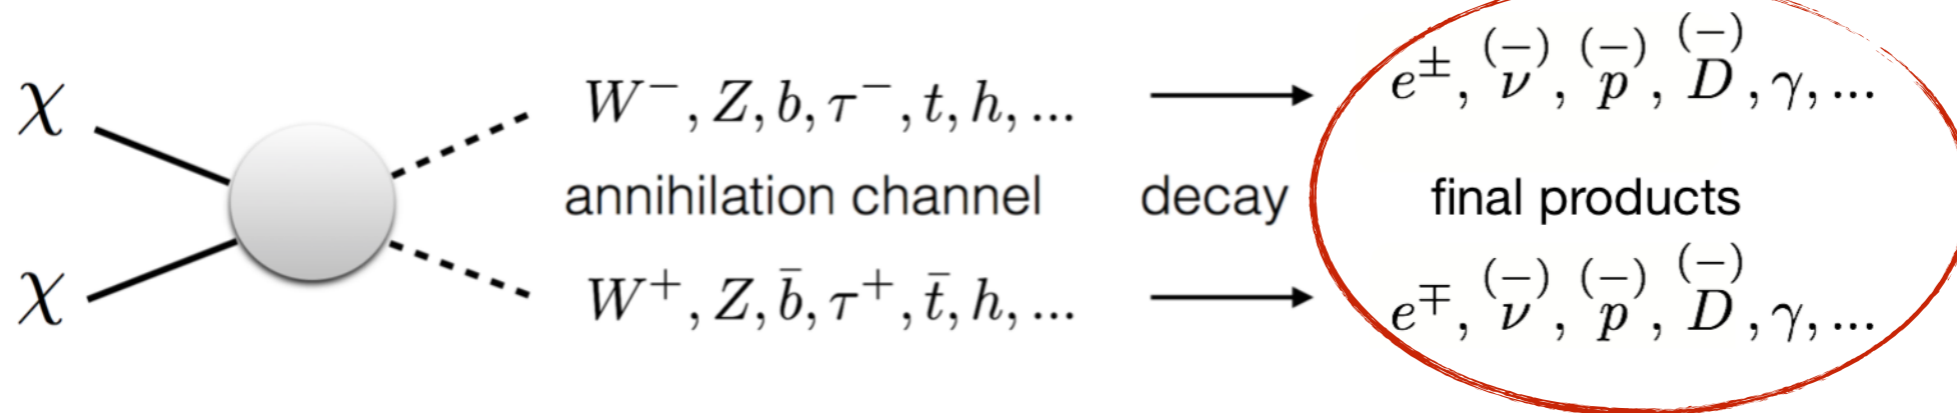 χ W⁻, Z, b, τ⁻, t, h, ... e^±, ν^(−), p^(−), D^(−), γ, ...
annihilation channel decay final products
χ W⁺, Z, b̄, τ⁺, t̄, h, ... e^∓, ν^(−), p^(−), D^(−), γ, ...